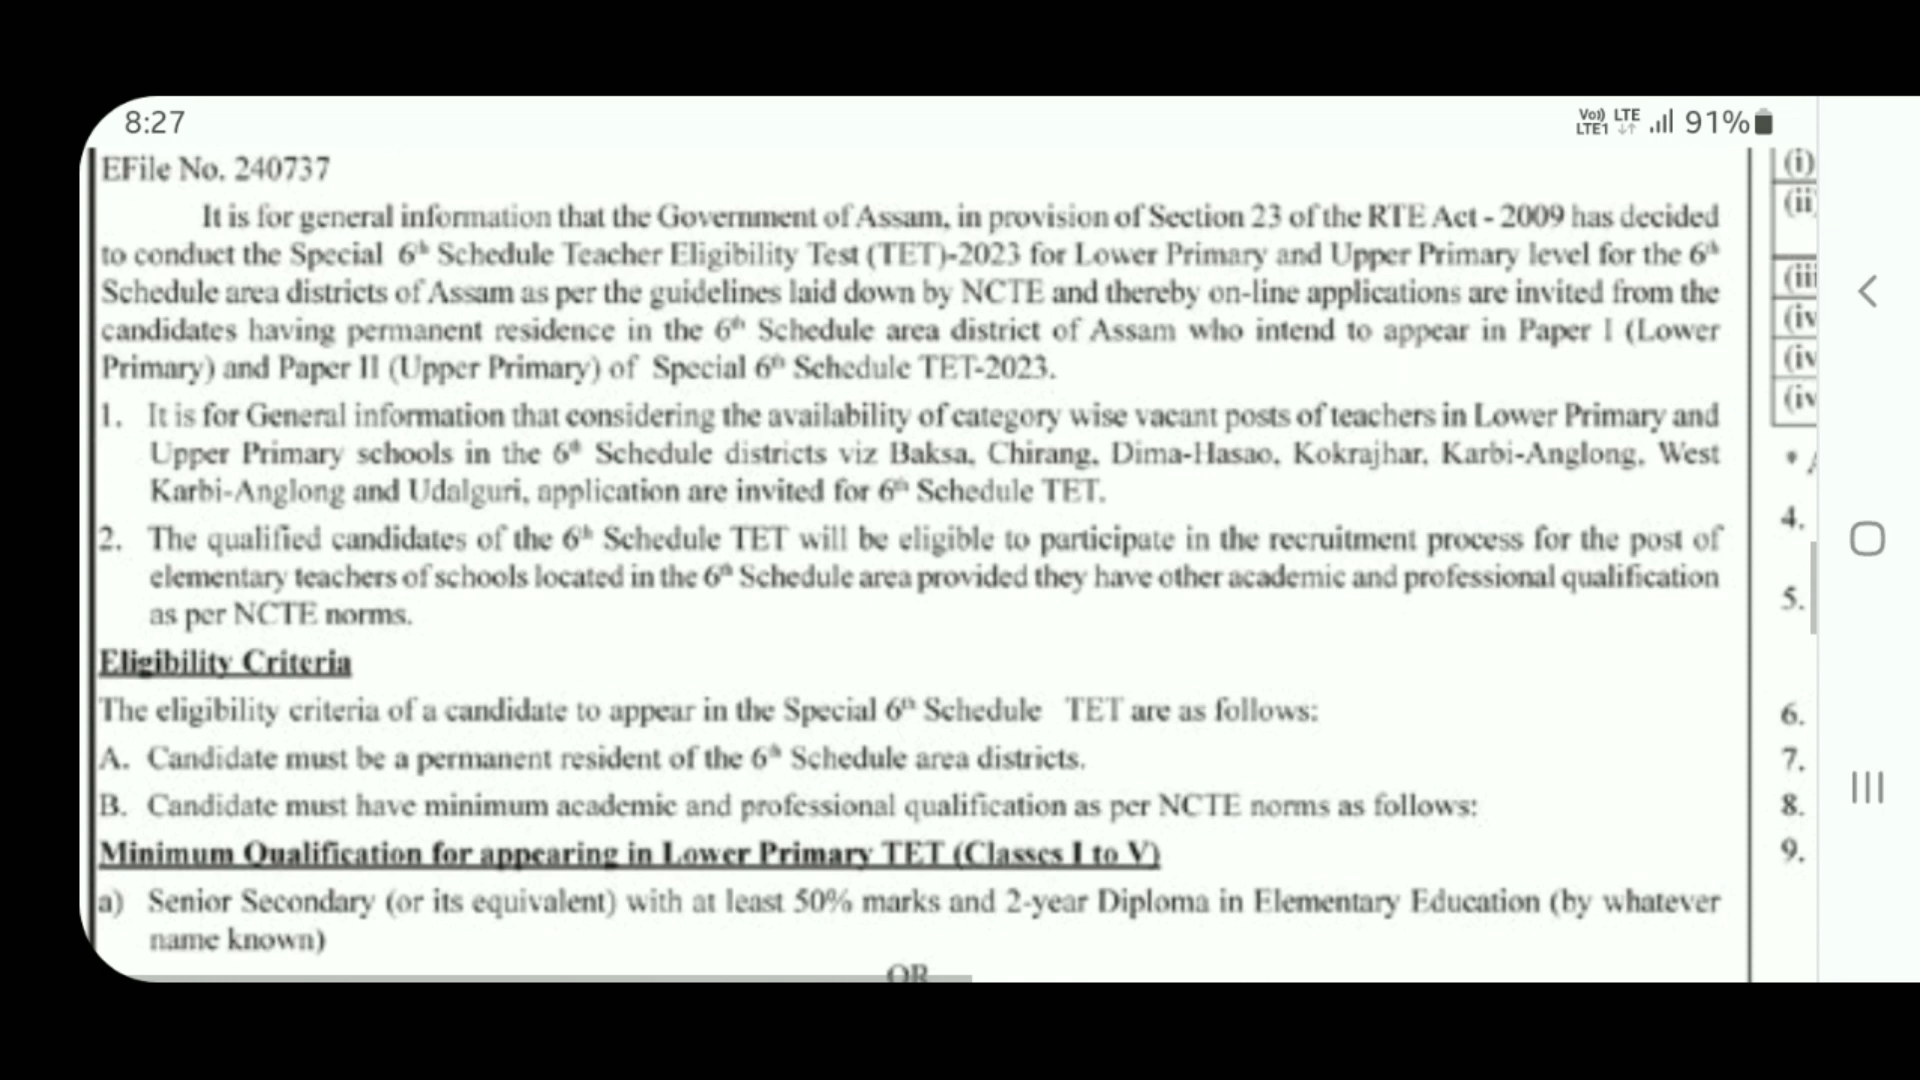 8:27
Vo)) LTE
LTE1
91%
EFile No. 240737
It is for general information that the Government of Assam, in provision of Section 23 of the RTE Act - 2009 has decided
to conduct the Special 6th Schedule Teacher Eligibility Test (TET)-2023 for Lower Primary and Upper Primary level for the 6th
Schedule area districts of Assam as per the guidelines laid down by NCTE and thereby on-line applications are invited from the
candidates having permanent residence in the 6th Schedule area district of Assam who intend to appear in Paper I (Lower
Primary) and Paper II (Upper Primary) of Special 6th Schedule TET-2023.
1. It is for General information that considering the availability of category wise vacant posts of teachers in Lower Primary and
Upper Primary schools in the 6th Schedule districts viz Baksa, Chirang, Dima-Hasao, Kokrajhar, Karbi-Anglong, West
Karbi-Anglong and Udalguri, application are invited for 6th Schedule TET.
2. The qualified candidates of the 6th Schedule TET will be eligible to participate in the recruitment process for the post of
elementary teachers of schools located in the 6th Schedule area provided they have other academic and professional qualification
as per NCTE norms.
Eligibility Criteria
The eligibility criteria of a candidate to appear in the Special 6th Schedule TET are as follows:
A. Candidate must be a permanent resident of the 6th Schedule area districts.
B. Candidate must have minimum academic and professional qualification as per NCTE norms as follows:
Minimum Qualification for appearing in Lower Primary TET (Classes I to V)
a) Senior Secondary (or its equivalent) with at least 50% marks and 2-year Diploma in Elementary Education (by whatever
name known)
OR
(i)
(ii
(iii
(iv
(iv
(iv
4.
5.
6.
7.
8.
9.